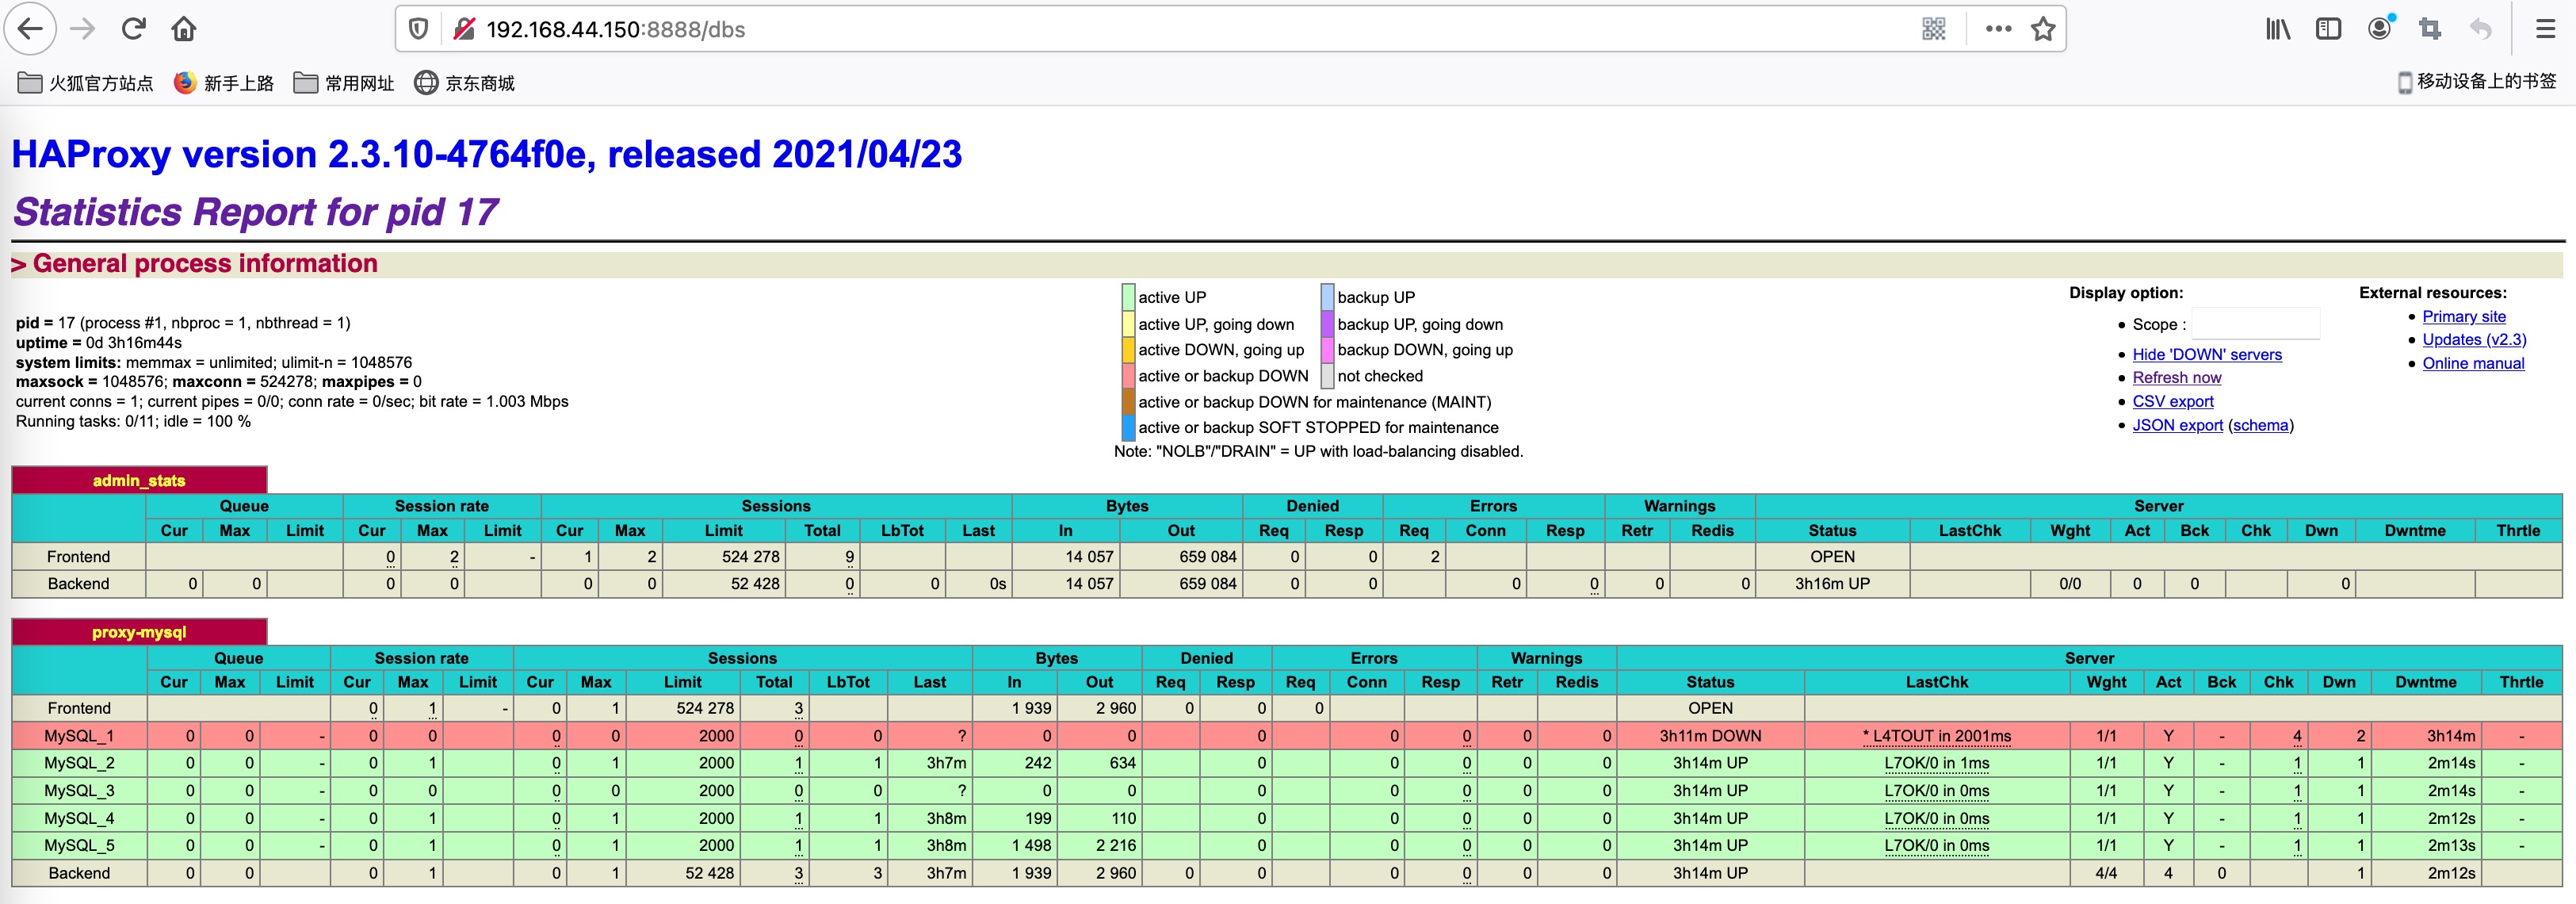 192.168.44.150:8888/dbs
火狐官方站点 新手上路 常用网址 京东商城 移动设备上的书签
HAProxy version 2.3.10-4764f0e, released 2021/04/23
Statistics Report for pid 17
> General process information
pid = 17 (process #1, nbproc = 1, nbthread = 1)
uptime = 0d 3h16m44s
system limits: memmax = unlimited; ulimit-n = 1048576
maxsock = 1048576; maxconn = 524278; maxpipes = 0
current conns = 1; current pipes = 0/0; conn rate = 0/sec; bit rate = 1.003 Mbps
Running tasks: 0/11; idle = 100 %
active UP backup UP
active UP, going down backup UP, going down
active DOWN, going up backup DOWN, going up
active or backup DOWN not checked
active or backup DOWN for maintenance (MAINT)
active or backup SOFT STOPPED for maintenance
Note: "NOLB"/"DRAIN" = UP with load-balancing disabled.
Display option:
Scope :
Hide 'DOWN' servers
Refresh now
CSV export
JSON export (schema)
External resources:
Primary site
Updates (v2.3)
Online manual
admin_stats
Queue Session rate Sessions Bytes Denied Errors Warnings Server
Cur Max Limit Cur Max Limit Cur Max Limit Total LbTot Last In Out Req Resp Req Conn Resp Retr Redis Status LastChk Wght Act Bck Chk Dwn Dwntme Thrtle
Frontend 0 2 - 1 2 524 278 9 14 057 659 084 0 0 2 OPEN
Backend 0 0 0 0 0 0 52 428 0 0 0s 14 057 659 084 0 0 0 0 0 0 3h16m UP 0/0 0 0 0
proxy-mysql
Queue Session rate Sessions Bytes Denied Errors Warnings Server
Cur Max Limit Cur Max Limit Cur Max Limit Total LbTot Last In Out Req Resp Req Conn Resp Retr Redis Status LastChk Wght Act Bck Chk Dwn Dwntme Thrtle
Frontend 0 1 - 0 1 524 278 3 1 939 2 960 0 0 0 OPEN
MySQL_1 0 0 - 0 0 0 0 2000 0 0 ? 0 0 0 0 0 0 0 3h11m DOWN * L4TOUT in 2001ms 1/1 Y - 4 2 3h14m -
MySQL_2 0 0 - 0 1 0 1 2000 1 1 3h7m 242 634 0 0 0 0 0 3h14m UP L7OK/0 in 1ms 1/1 Y - 1 1 2m14s -
MySQL_3 0 0 - 0 0 0 0 2000 0 0 ? 0 0 0 0 0 0 0 3h14m UP L7OK/0 in 0ms 1/1 Y - 1 1 2m14s -
MySQL_4 0 0 - 0 1 0 1 2000 1 1 3h8m 199 110 0 0 0 0 0 3h14m UP L7OK/0 in 0ms 1/1 Y - 1 1 2m12s -
MySQL_5 0 0 - 0 1 0 1 2000 1 1 3h8m 1 498 2 216 0 0 0 0 0 3h14m UP L7OK/0 in 0ms 1/1 Y - 1 1 2m13s -
Backend 0 0 0 1 0 1 52 428 3 3 3h7m 1 939 2 960 0 0 0 0 0 0 3h14m UP 4/4 4 0 1 2m12s